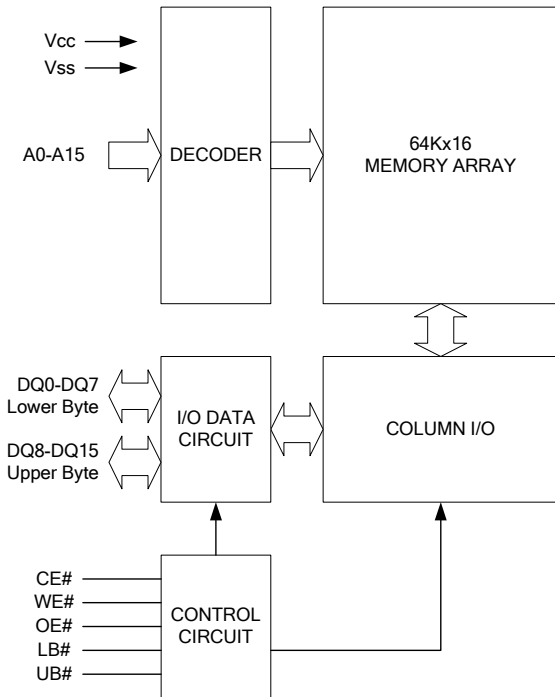 Vcc
Vss
A0-A15
DECODER
64Kx16
MEMORY ARRAY
DQ0-DQ7
Lower Byte
DQ8-DQ15
Upper Byte
I/O DATA
CIRCUIT
COLUMN I/O
CE#
WE#
OE#
LB#
UB#
CONTROL
CIRCUIT